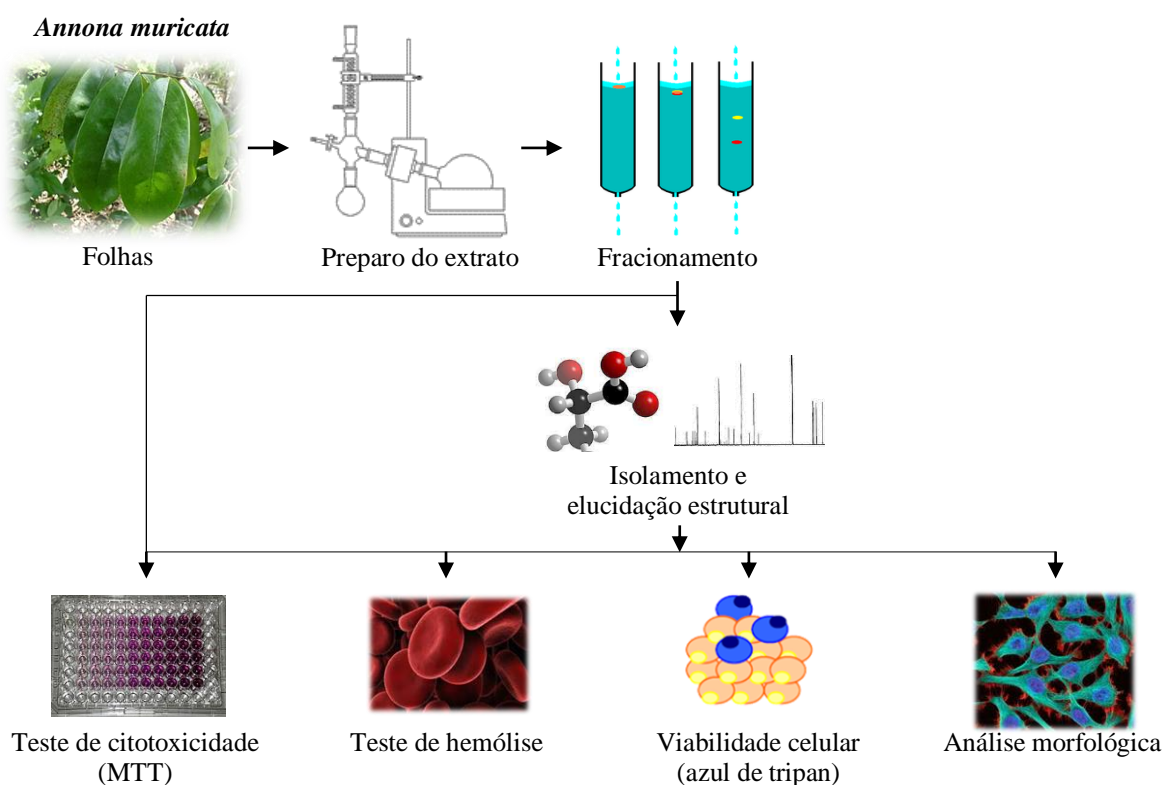 Annona muricata
Folhas
Preparo do extrato
Fracionamento
Isolamento e
elucidação estrutural
Teste de citotoxicidade
(MTT)
Teste de hemólise
Viabilidade celular
(azul de tripan)
Análise morfológica